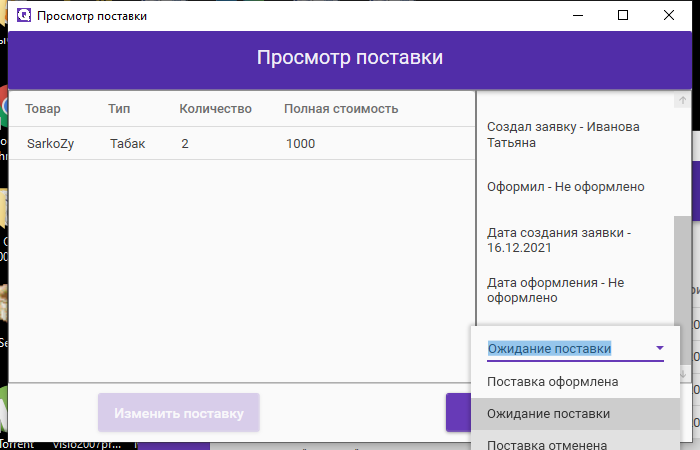 Просмотр поставки
Просмотр поставки
Товар Тип Количество Полная стоимость
SarkoZy Табак 2 1000
Создал заявку - Иванова
Татьяна
Оформил - Не оформлено
Дата создания заявки -
16.12.2021
Дата оформления - Не
оформлено
Ожидание поставки
Поставка оформлена
Ожидание поставки
Поставка отменена
Изменить поставку
visio2007pr...